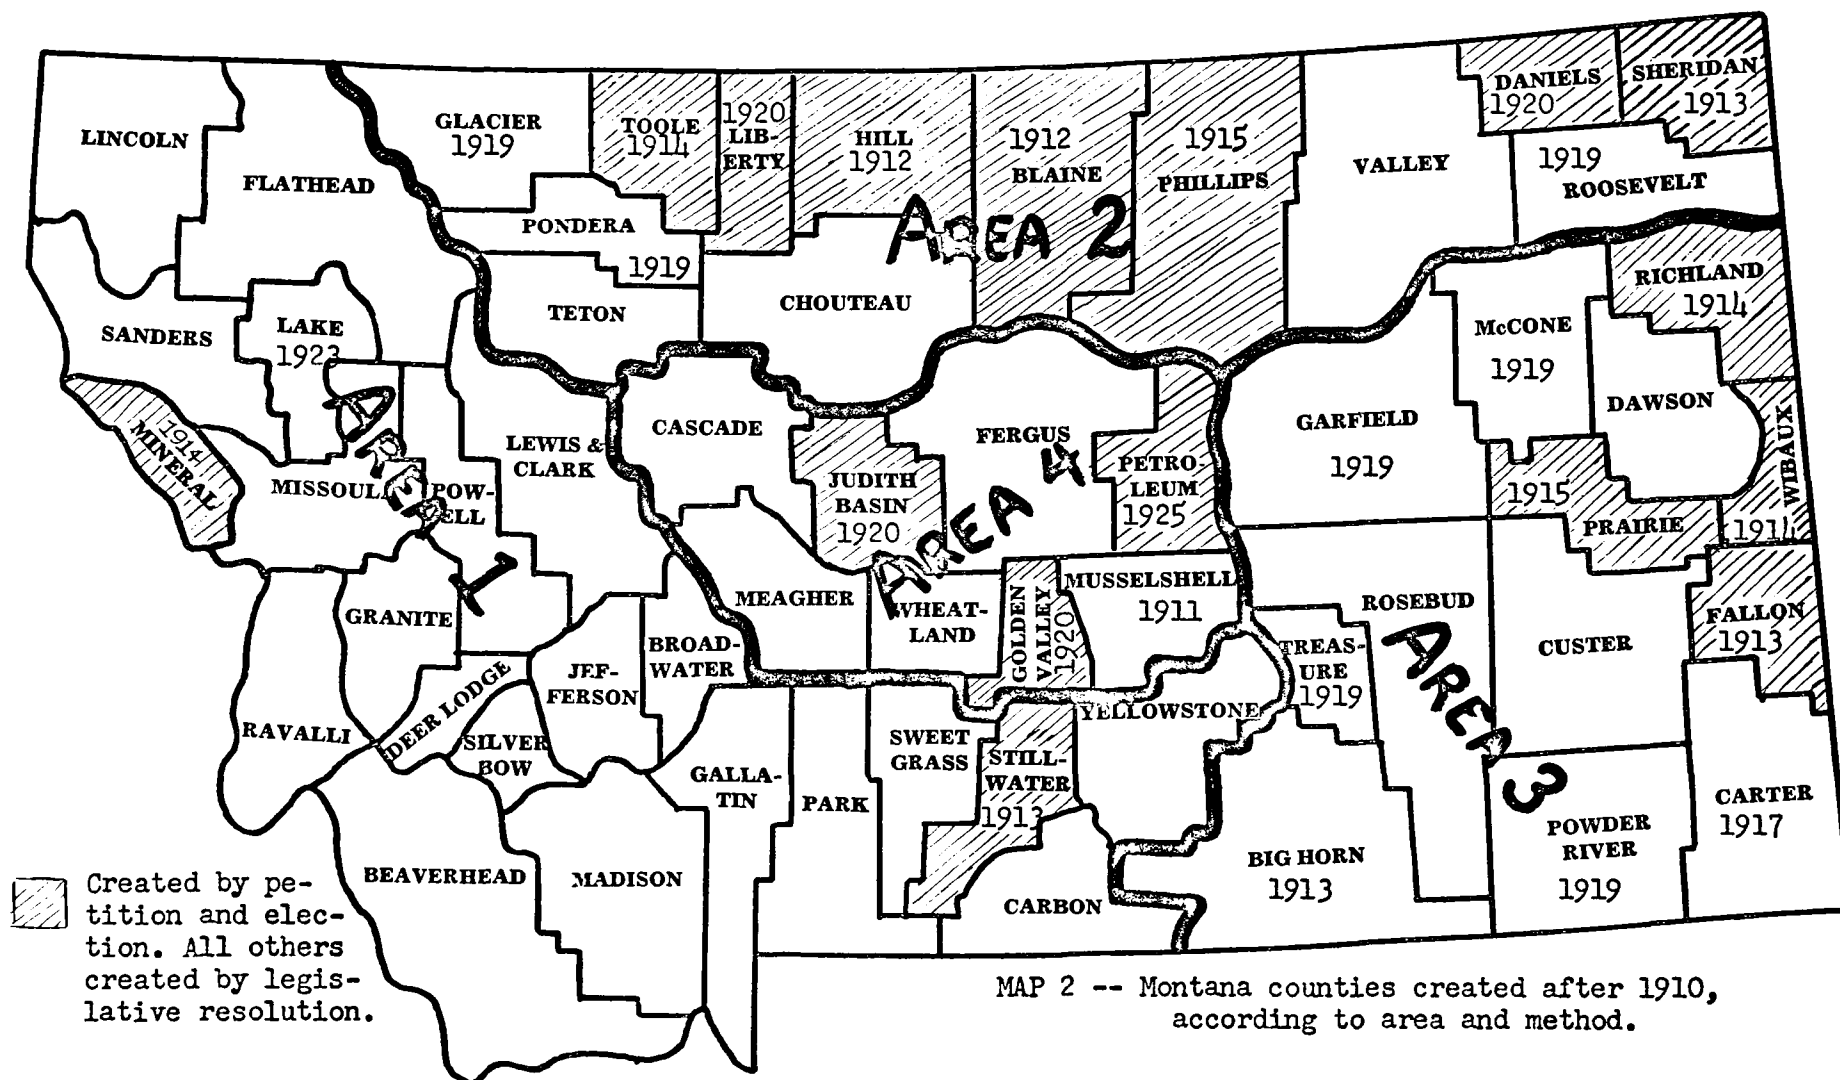 LINCOLN
FLATHEAD
GLACIER
1919
TOOLE
1914
1920
LIB-
ERTY
HILL
1912
1912
BLAINE
1915
PHILLIPS
VALLEY
DANIELS
1920
SHERIDAN
1913
1919
ROOSEVELT
PONDERA
1919
AREA 2
TETON
CHOUTEAU
RICHLAND
1914
SANDERS
LAKE
1923
McCONE
1919
DAWSON
WIBAUX
1914
1914
MINERAL
MISSOULA
AREA 1
POW-
ELL
LEWIS &
CLARK
CASCADE
JUDITH
BASIN
1920
FERGUS
AREA 4
PETRO-
LEUM
1925
GARFIELD
1919
1915
PRAIRIE
GRANITE
MEAGHER
WHEAT-
LAND
GOLDEN
VALLEY
1920
MUSSELSHELL
1911
ROSEBUD
AREA 3
CUSTER
FALLON
1913
RAVALLI
DEER LODGE
SILVER
BOW
JEF-
FERSON
BROAD-
WATER
TREAS-
URE
1919
YELLOWSTONE
GALLA-
TIN
PARK
SWEET
GRASS
STILL-
WATER
1913
CARTER
1917
POWDER
RIVER
1919
BEAVERHEAD
MADISON
CARBON
BIG HORN
1913
Created by pe-
tition and elec-
tion. All others
created by legis-
lative resolution.
MAP 2 -- Montana counties created after 1910,
according to area and method.